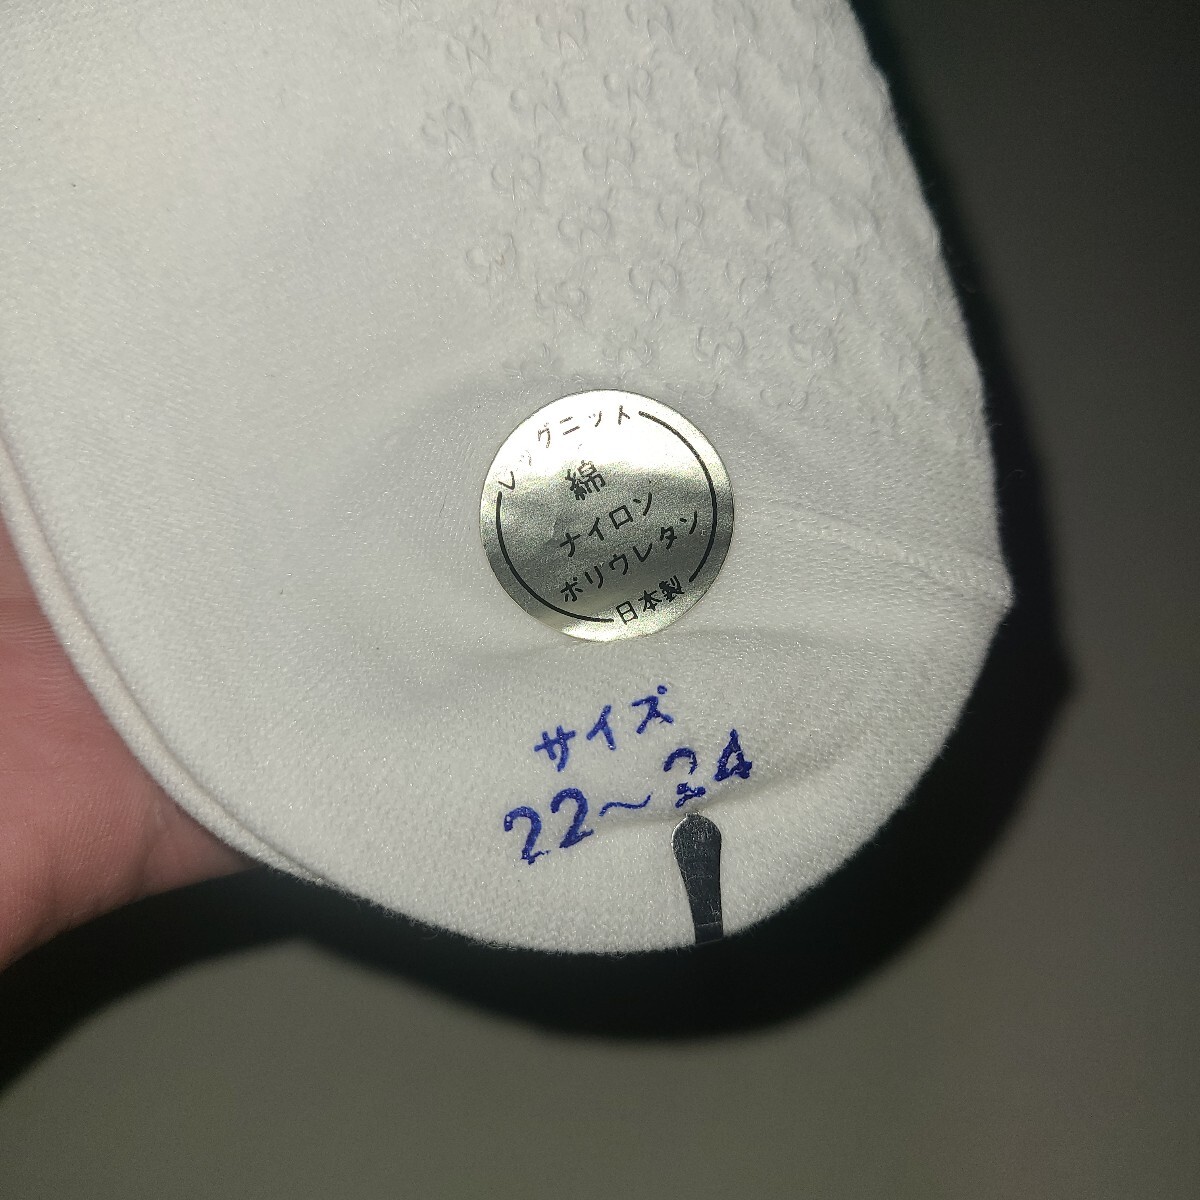 レッグニット
綿
ナイロン
ポリウレタン
日本製
サイズ
22～24